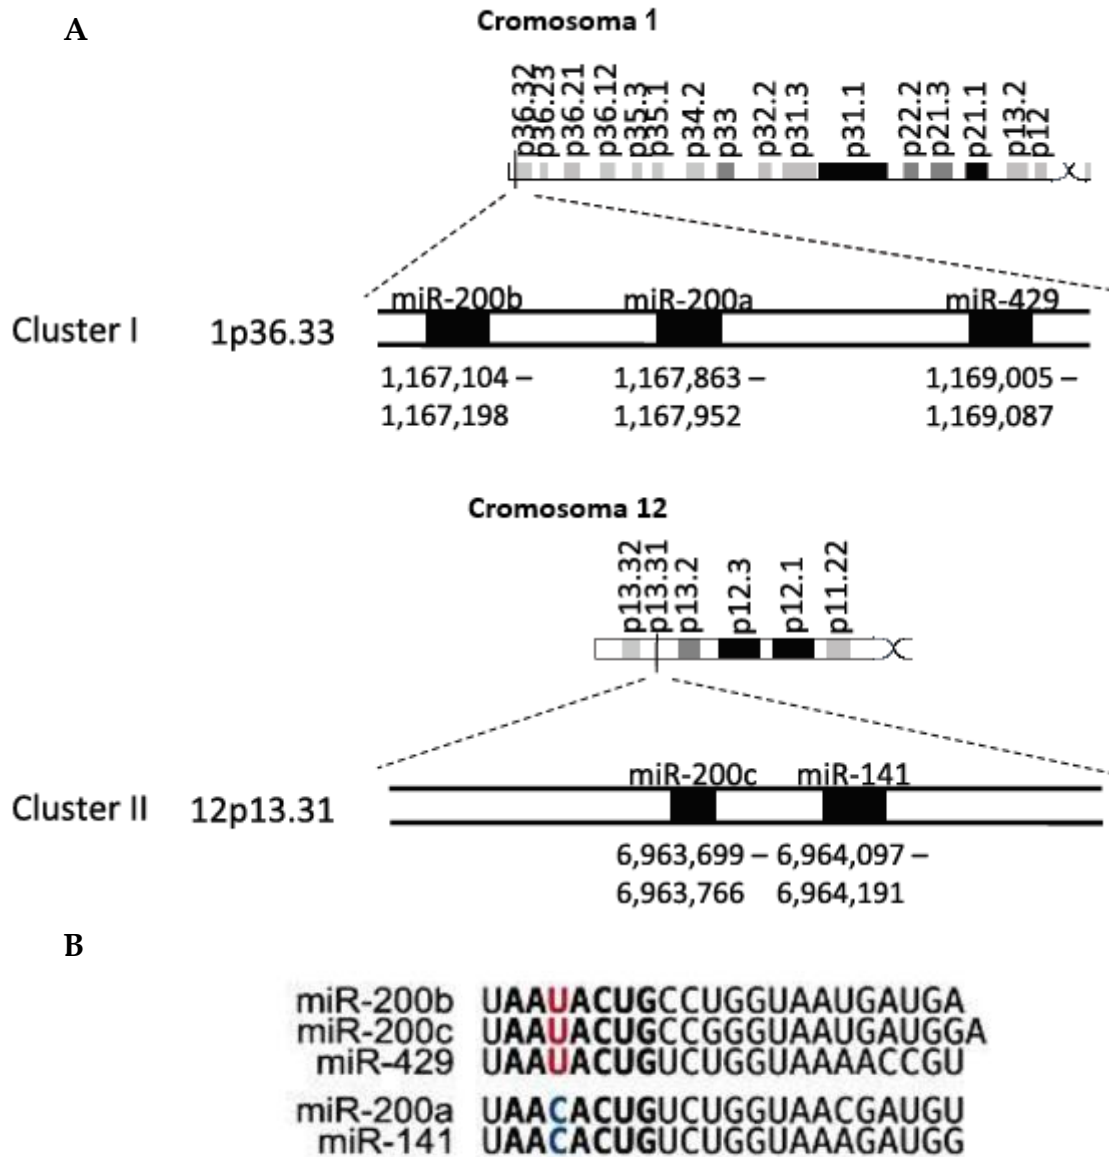 A
Cromosoma 1
p36.32
p36.23
p36.21
p36.12
p35.3
p35.1
p34.2
p33
p32.2
p31.3
p31.1
p22.2
p21.3
p21.1
p13.2
p12
miR-200b miR-200a miR-429
Cluster I 1p36.33
1,167,104 – 1,167,863 – 1,169,005 –
1,167,198 1,167,952 1,169,087
Cromosoma 12
p13.32
p13.31
p13.2
p12.3
p12.1
p11.22
miR-200c miR-141
Cluster II 12p13.31
6,963,699 – 6,964,097 –
6,963,766 6,964,191
B
miR-200b UAAUACUGCCUGGUAAUGAUGA
miR-200c UAAUACUGCCGGGUAAUGAUGGA
miR-429 UAAUACUGUCUGGUAAAACCGU
miR-200a UAACACUGUCUGGUAACGAUGU
miR-141 UAACACUGUCUGGUAAAGAUGG